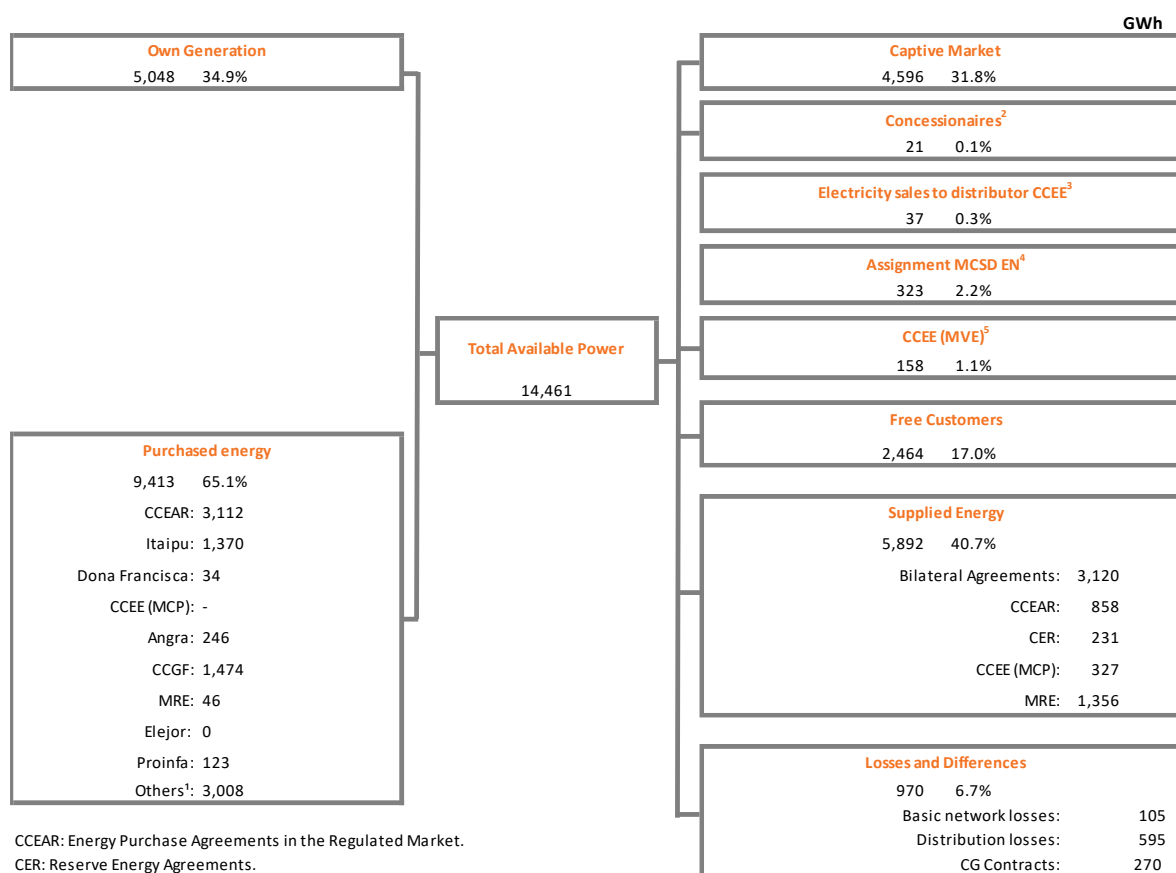 GWh
Own Generation
5,048 34.9%
Purchased energy
9,413 65.1%
CCEAR: 3,112
Itaipu: 1,370
Dona Francisca: 34
CCEE (MCP): -
Angra: 246
CCGF: 1,474
MRE: 46
Elejor: 0
Proinfa: 123
Others¹: 3,008
Total Available Power
14,461
Captive Market
4,596 31.8%
Concessionaires²
21 0.1%
Electricity sales to distributor CCEE³
37 0.3%
Assignment MCSD EN⁴
323 2.2%
CCEE (MVE)⁵
158 1.1%
Free Customers
2,464 17.0%
Supplied Energy
5,892 40.7%
Bilateral Agreements: 3,120
CCEAR: 858
CER: 231
CCEE (MCP): 327
MRE: 1,356
Losses and Differences
970 6.7%
Basic network losses: 105
Distribution losses: 595
CG Contracts: 270
CCEAR: Energy Purchase Agreements in the Regulated Market.
CER: Reserve Energy Agreements.